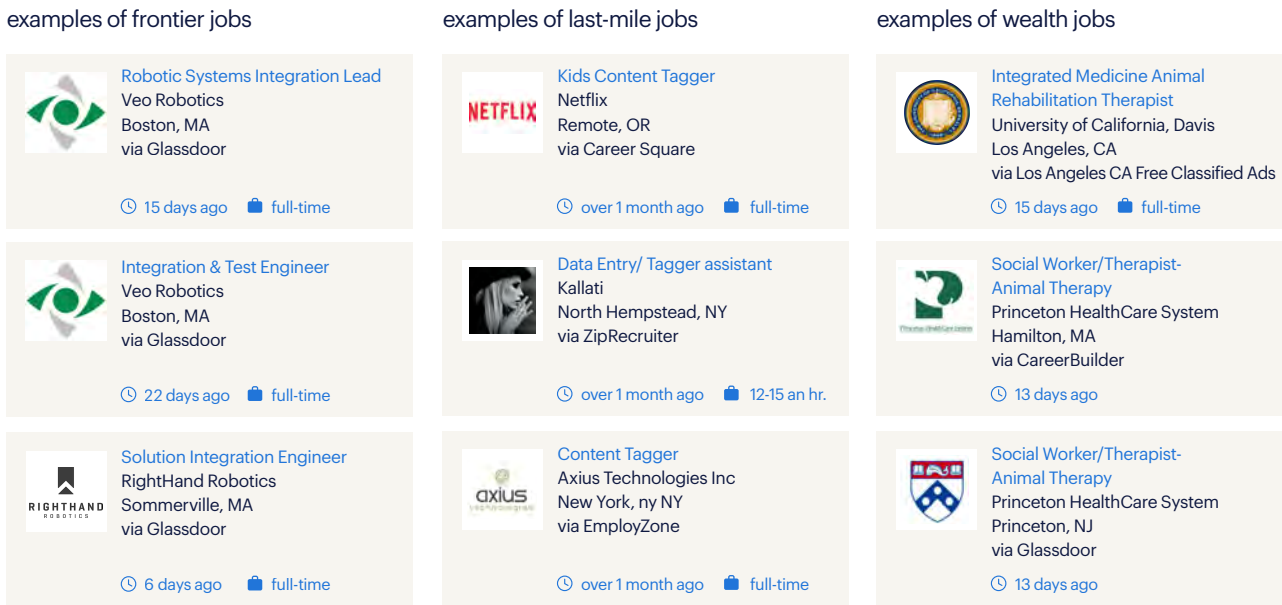 examples of frontier jobs
Robotic Systems Integration Lead
Veo Robotics
Boston, MA
via Glassdoor
15 days ago full-time
Integration & Test Engineer
Veo Robotics
Boston, MA
via Glassdoor
22 days ago full-time
RIGHTHAND
ROBOTICS
Solution Integration Engineer
RightHand Robotics
Sommerville, MA
via Glassdoor
6 days ago full-time
examples of last-mile jobs
NETFLIX
Kids Content Tagger
Netflix
Remote, OR
via Career Square
over 1 month ago full-time
Data Entry/ Tagger assistant
Kallati
North Hempstead, NY
via ZipRecruiter
over 1 month ago 12-15 an hr.
axius
Content Tagger
Axius Technologies Inc
New York, ny NY
via EmployZone
over 1 month ago full-time
examples of wealth jobs
Integrated Medicine Animal
Rehabilitation Therapist
University of California, Davis
Los Angeles, CA
via Los Angeles CA Free Classified Ads
15 days ago full-time
Social Worker/Therapist-
Animal Therapy
Princeton HealthCare System
Hamilton, MA
via CareerBuilder
13 days ago
Social Worker/Therapist-
Animal Therapy
Princeton HealthCare System
Princeton, NJ
via Glassdoor
13 days ago